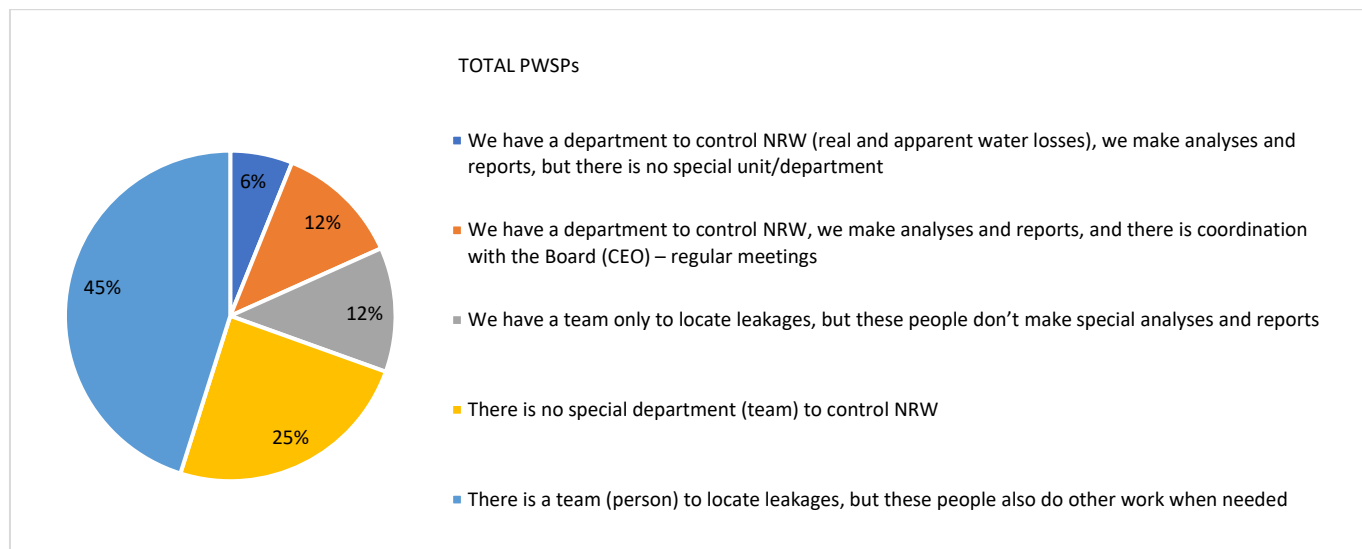 TOTAL PWSPs
We have a department to control NRW (real and apparent water losses), we make analyses and
reports, but there is no special unit/department
We have a department to control NRW, we make analyses and reports, and there is coordination
with the Board (CEO) – regular meetings
We have a team only to locate leakages, but these people don’t make special analyses and reports
There is no special department (team) to control NRW
There is a team (person) to locate leakages, but these people also do other work when needed
6%
12%
12%
25%
45%